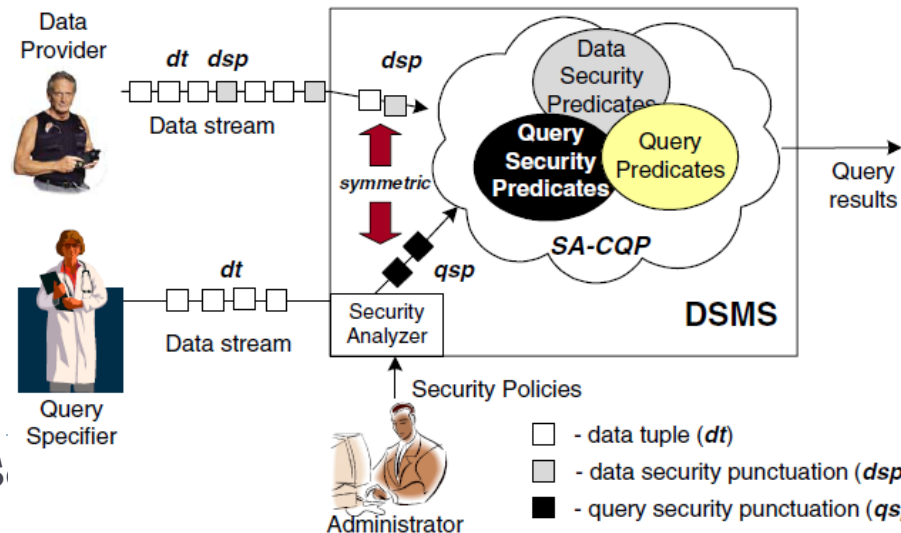 Data
Provider
dt dsp
Data stream
dsp
symmetric
Data
Security
Predicates
Query
Security
Predicates
Query
Predicates
SA-CQP
Query
results
DSMS
dt
Data stream
qsp
Security
Analyzer
Query
Specifier
Security Policies
Administrator
- data tuple (dt)
- data security punctuation (dsp
- query security punctuation (qsp